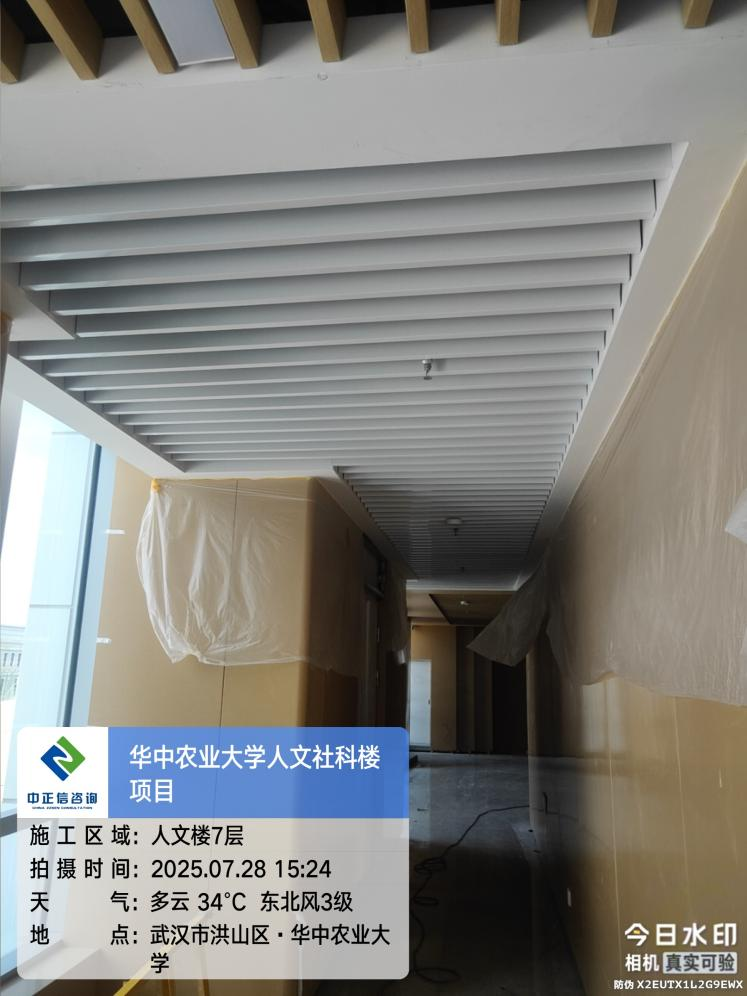 华中农业大学人文社科楼
项目
中正信咨询
CHINA ZENXN CONSULTATION
施工区域：人文楼7层
拍摄时间：2025.07.28 15:24
天气：多云 34°C 东北风3级
地点：武汉市洪山区·华中农业大
学
今日水印
相机 真实可验
防伪 X2EUTX1L2G9EWX